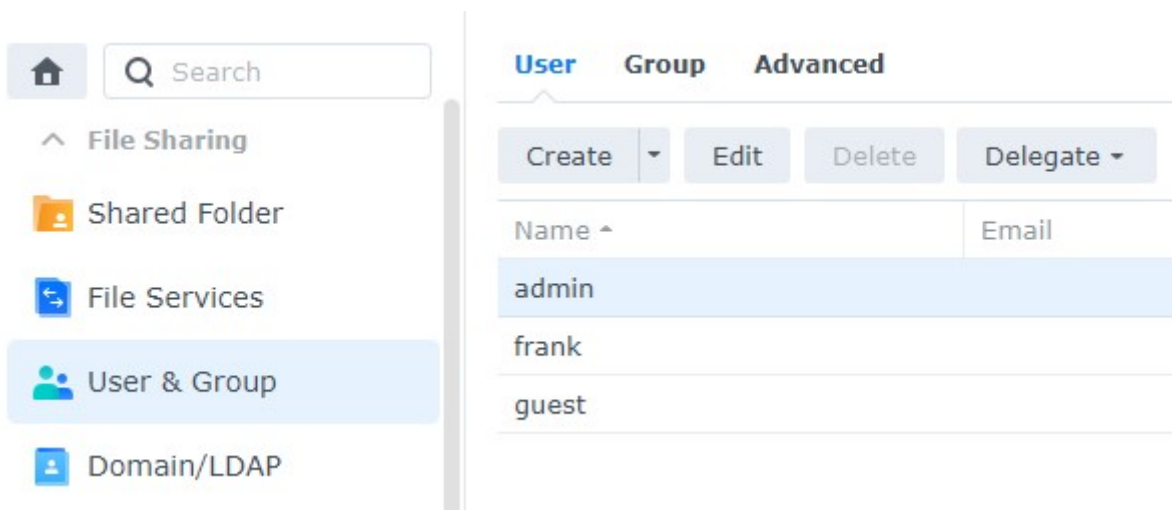 Search
File Sharing
Shared Folder
File Services
User & Group
Domain/LDAP
User Group Advanced
Create Edit Delete Delegate
Name Email
admin
frank
guest